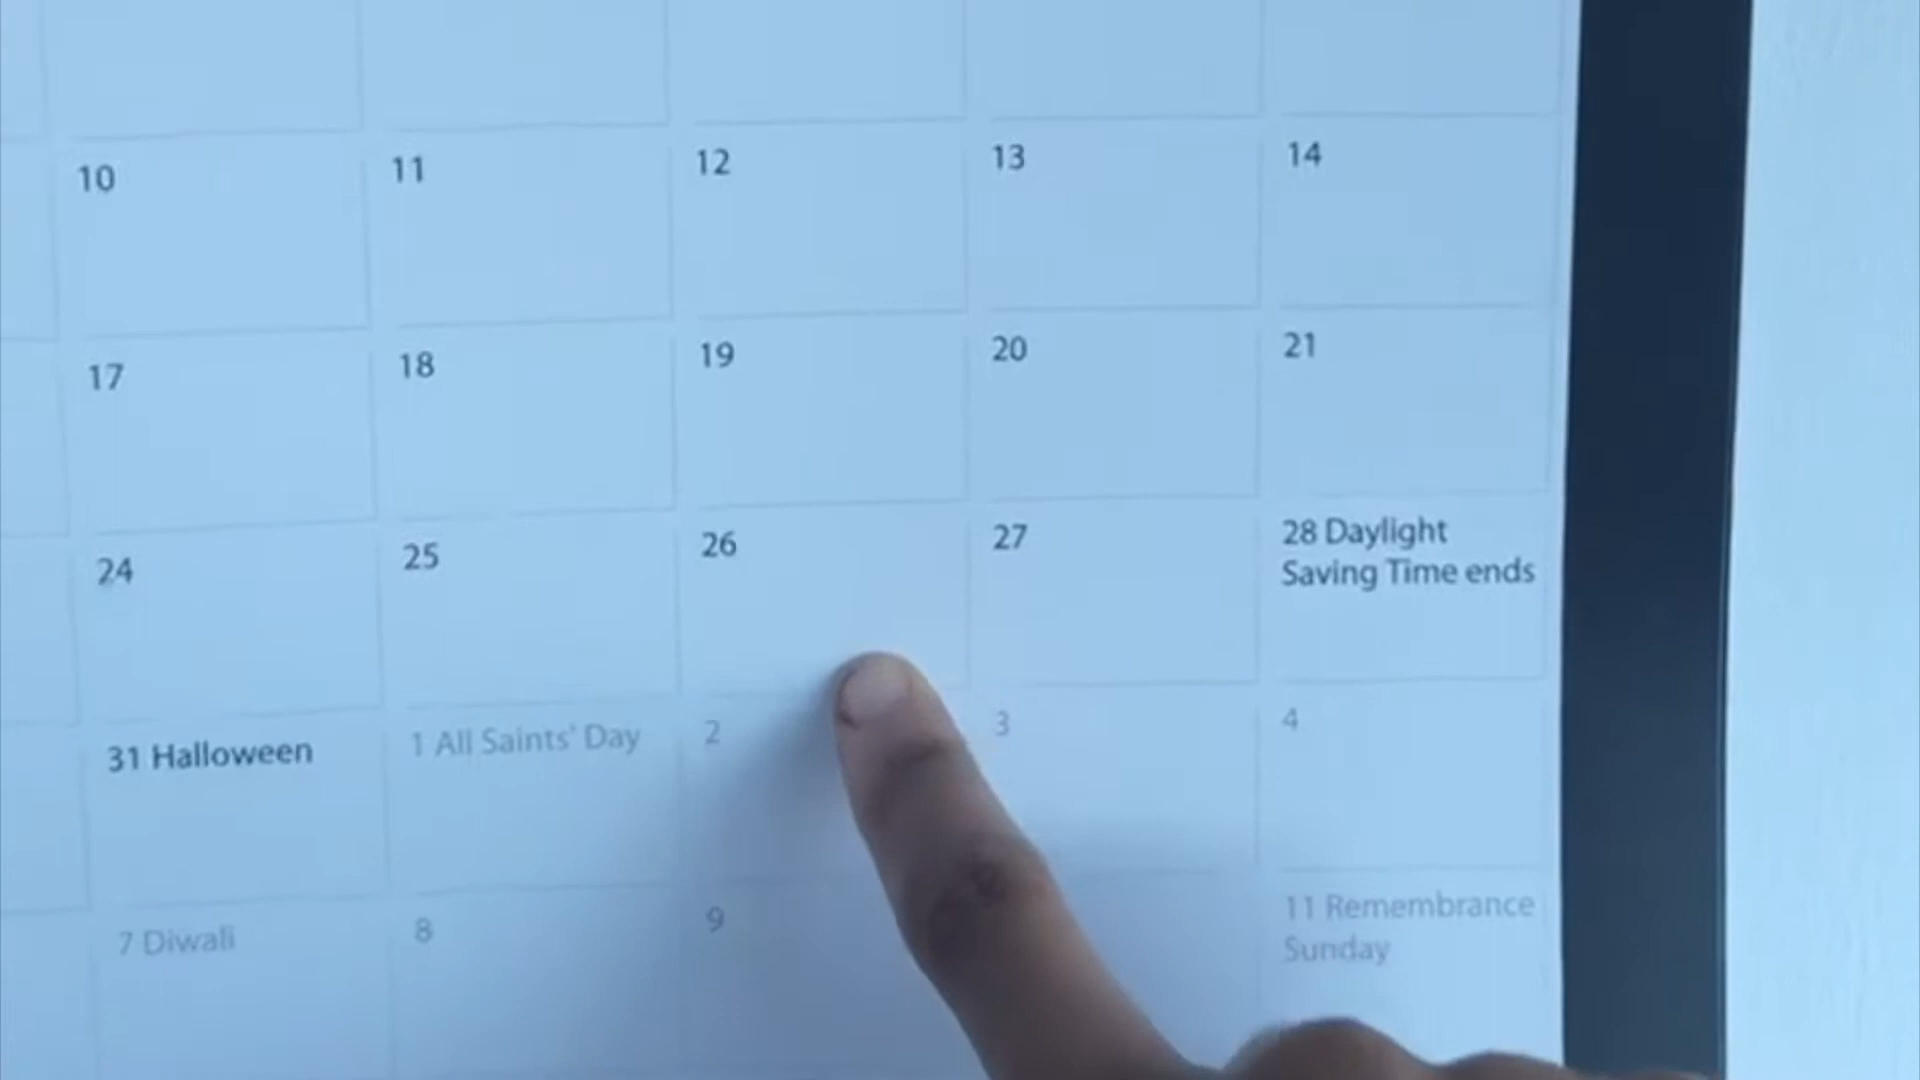 10 11 12 13 14
17 18 19 20 21
24 25 26 27 28 Daylight
Saving Time ends
31 Halloween 1 All Saints' Day 2 3 4
7 Diwali 8 9 11 Remembrance
Sunday